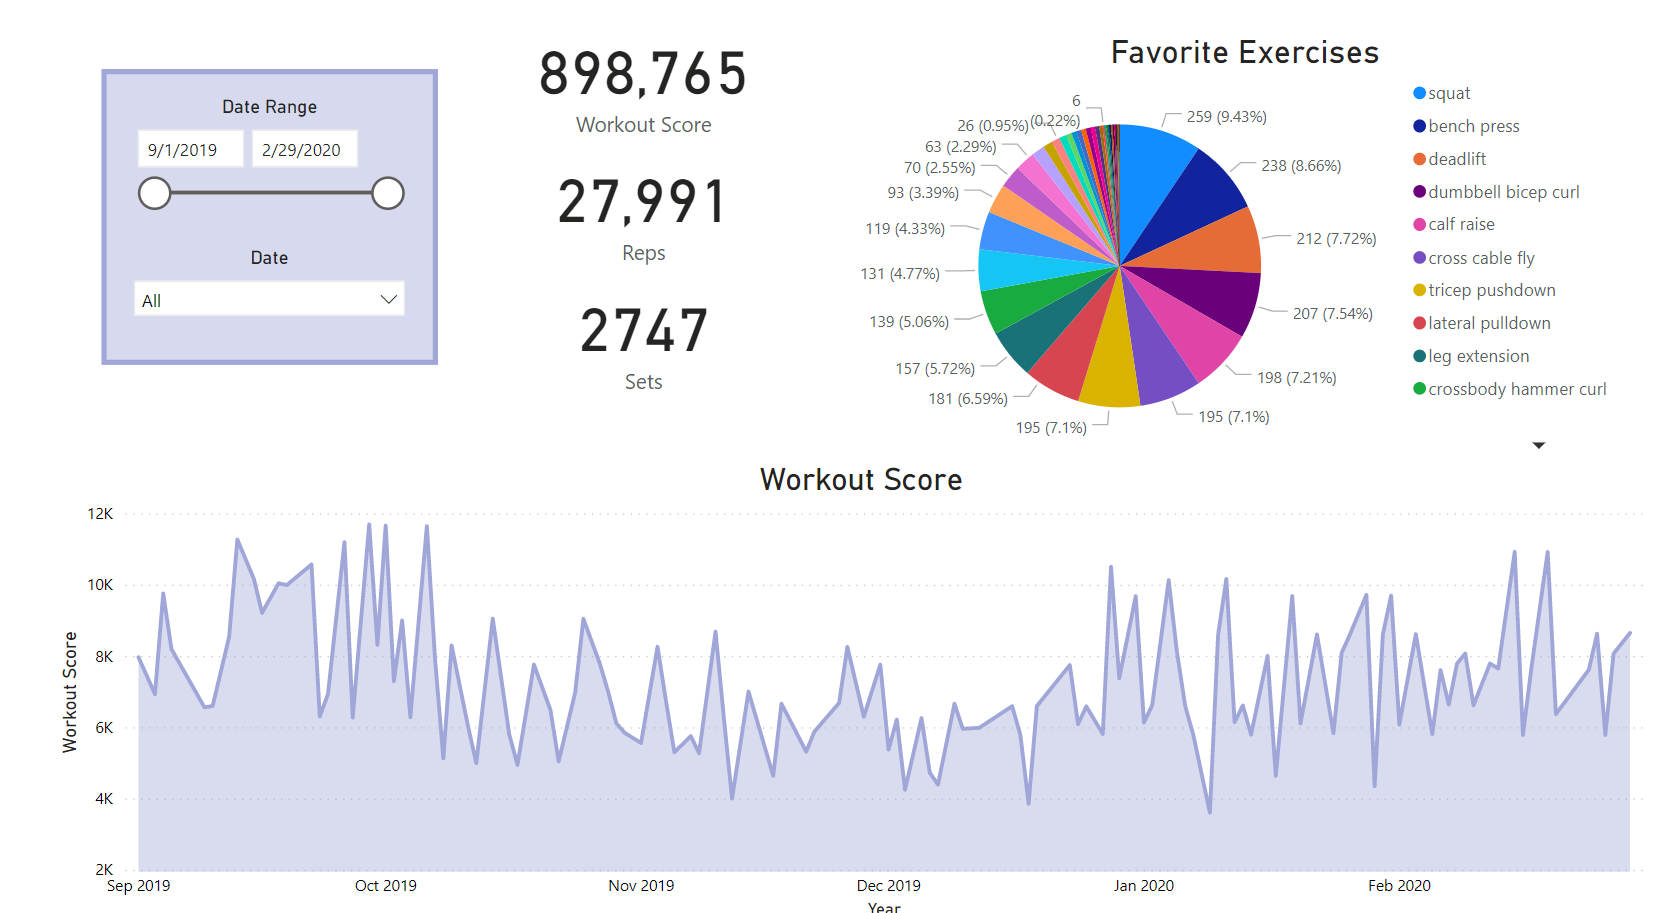 Date Range
9/1/2019
2/29/2020
Date
All
898,765
Workout Score
27,991
Reps
2747
Sets
Favorite Exercises
6
(0.22%)
26 (0.95%)
63 (2.29%)
70 (2.55%)
93 (3.39%)
119 (4.33%)
131 (4.77%)
139 (5.06%)
157 (5.72%)
181 (6.59%)
195 (7.1%)
195 (7.1%)
198 (7.21%)
207 (7.54%)
212 (7.72%)
238 (8.66%)
259 (9.43%)
squat
bench press
deadlift
dumbbell bicep curl
calf raise
cross cable fly
tricep pushdown
lateral pulldown
leg extension
crossbody hammer curl
Workout Score
Workout Score
12K
10K
8K
6K
4K
2K
Sep 2019
Oct 2019
Nov 2019
Dec 2019
Jan 2020
Feb 2020
Year